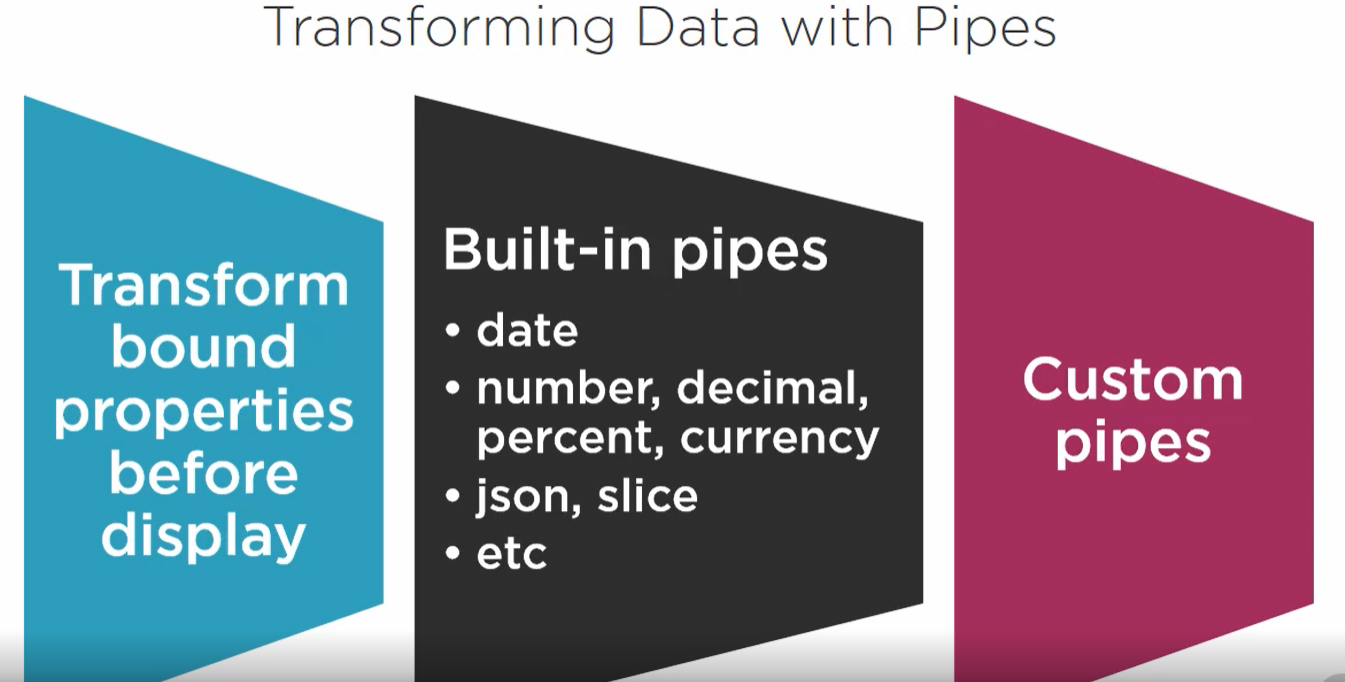 Transforming Data with Pipes
Transform
bound
properties
before
display
Built-in pipes
• date
• number, decimal,
percent, currency
• json, slice
• etc
Custom
pipes